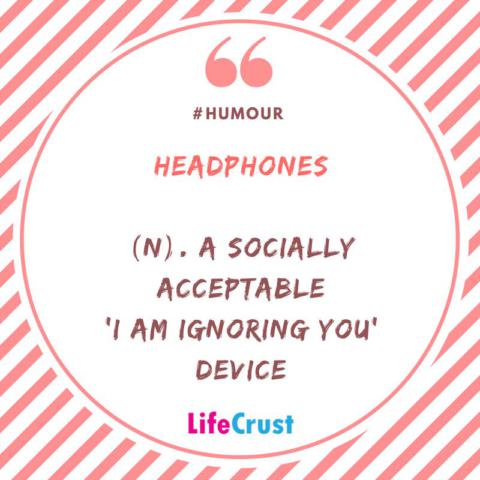 #HUMOUR
HEADPHONES
(N). A SOCIALLY
ACCEPTABLE
'I AM IGNORING YOU'
DEVICE
LifeCrust